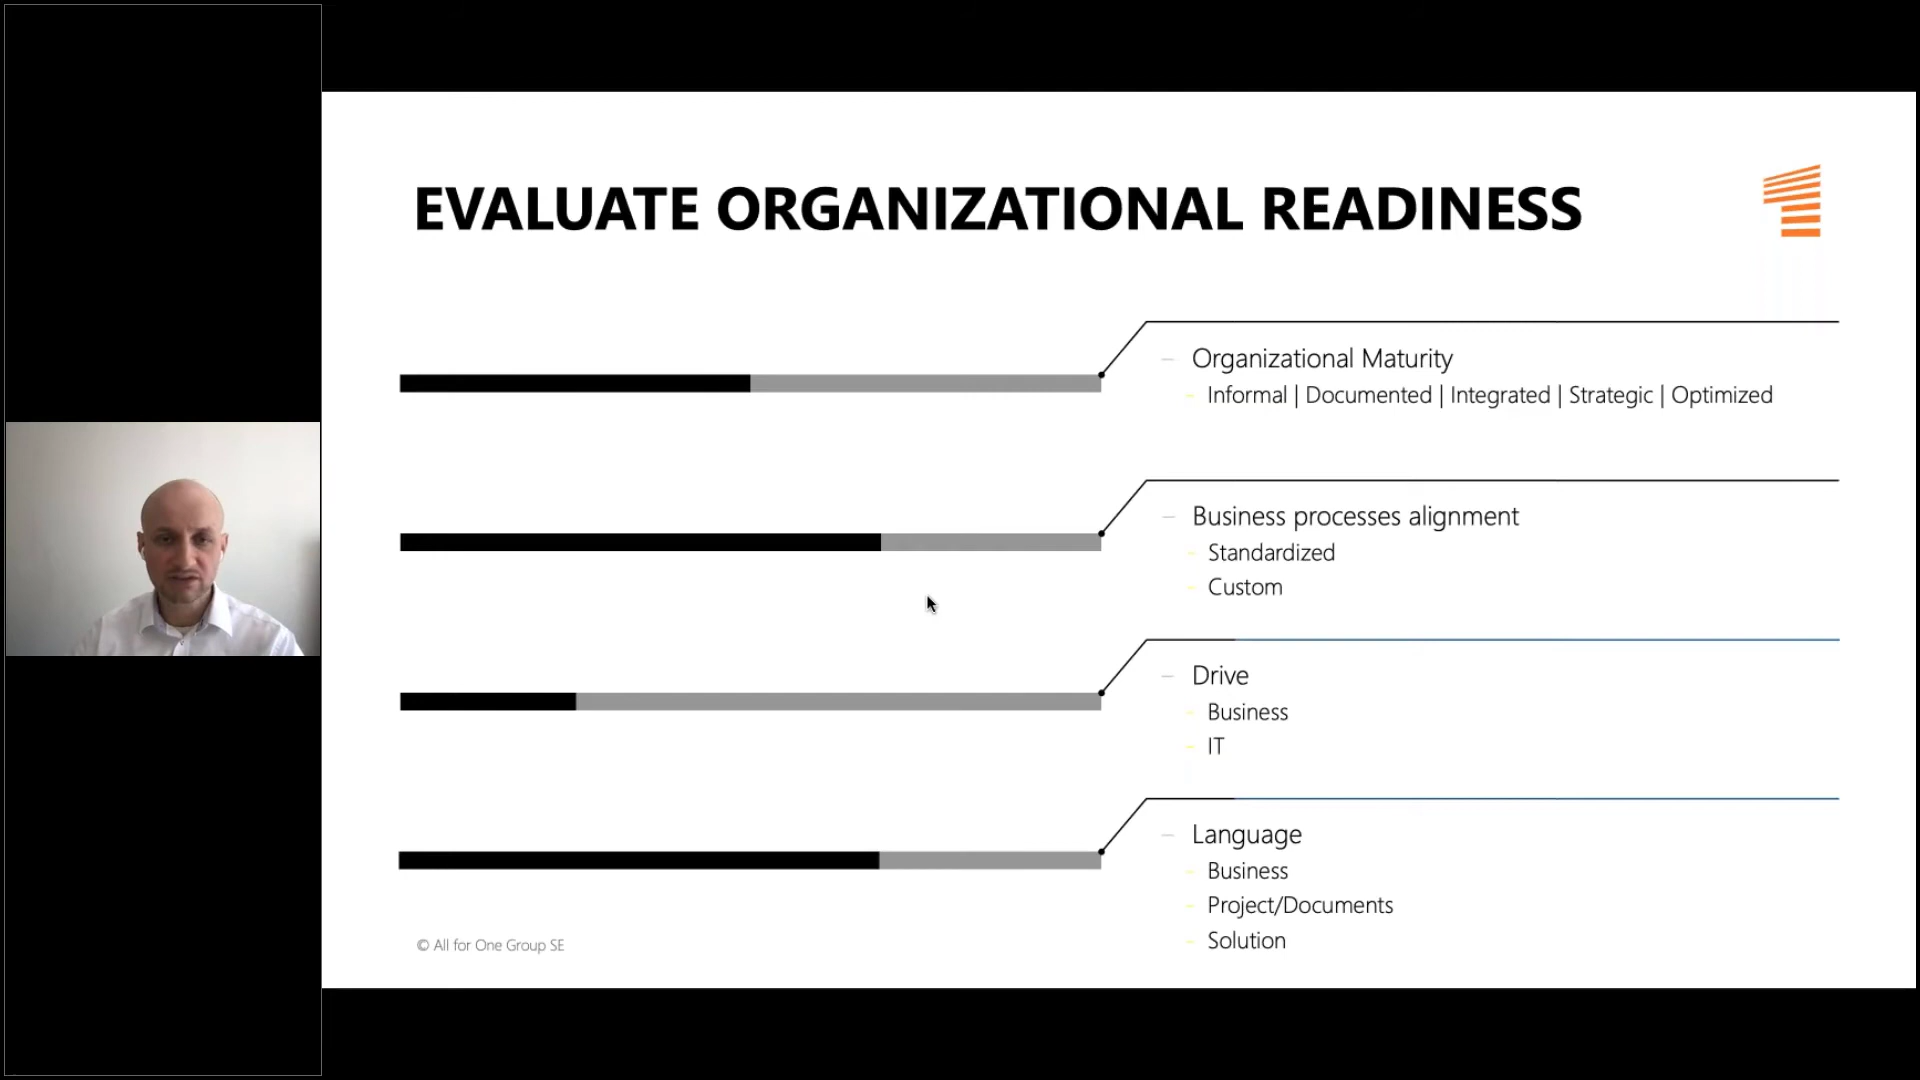 EVALUATE ORGANIZATIONAL READINESS
– Organizational Maturity
- Informal | Documented | Integrated | Strategic | Optimized
– Business processes alignment
- Standardized
- Custom
– Drive
- Business
- IT
– Language
- Business
- Project/Documents
- Solution
© All for One Group SE